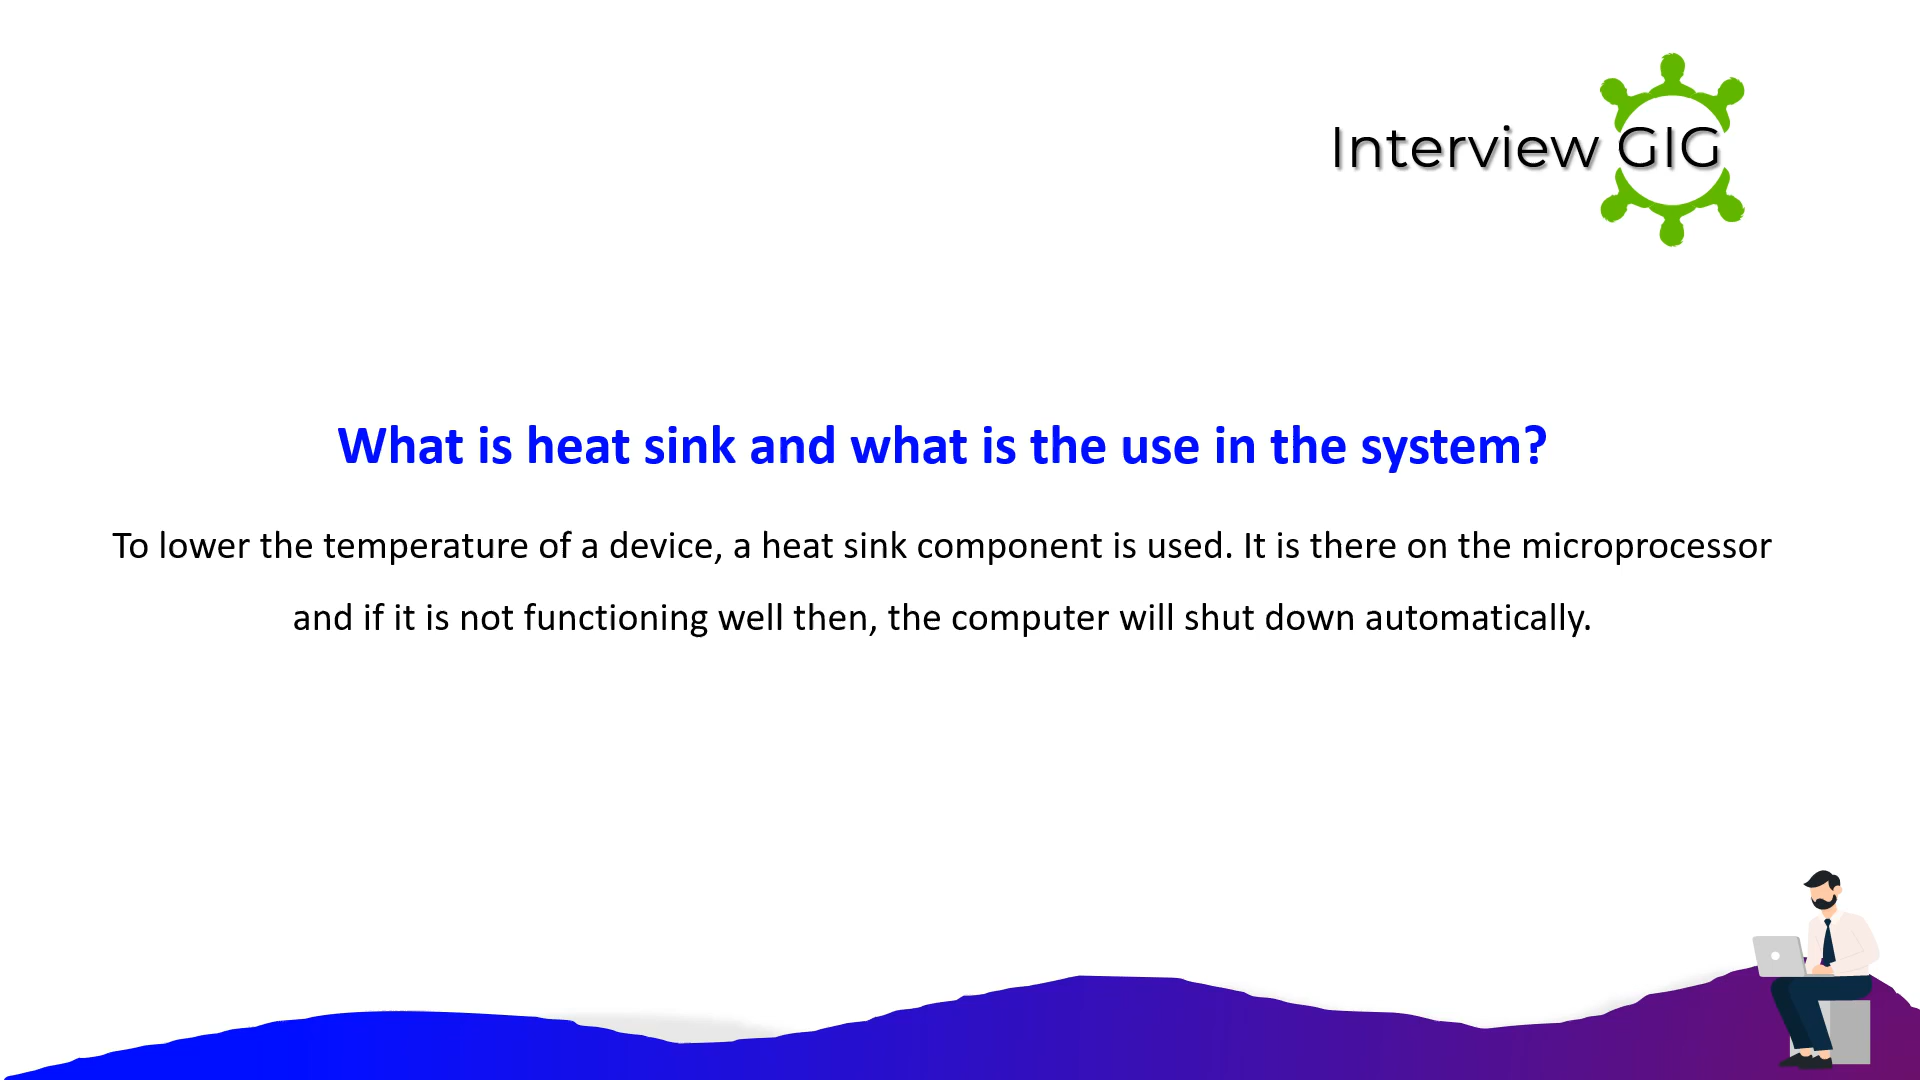 Interview GIG
What is heat sink and what is the use in the system?
To lower the temperature of a device, a heat sink component is used. It is there on the microprocessor
and if it is not functioning well then, the computer will shut down automatically.